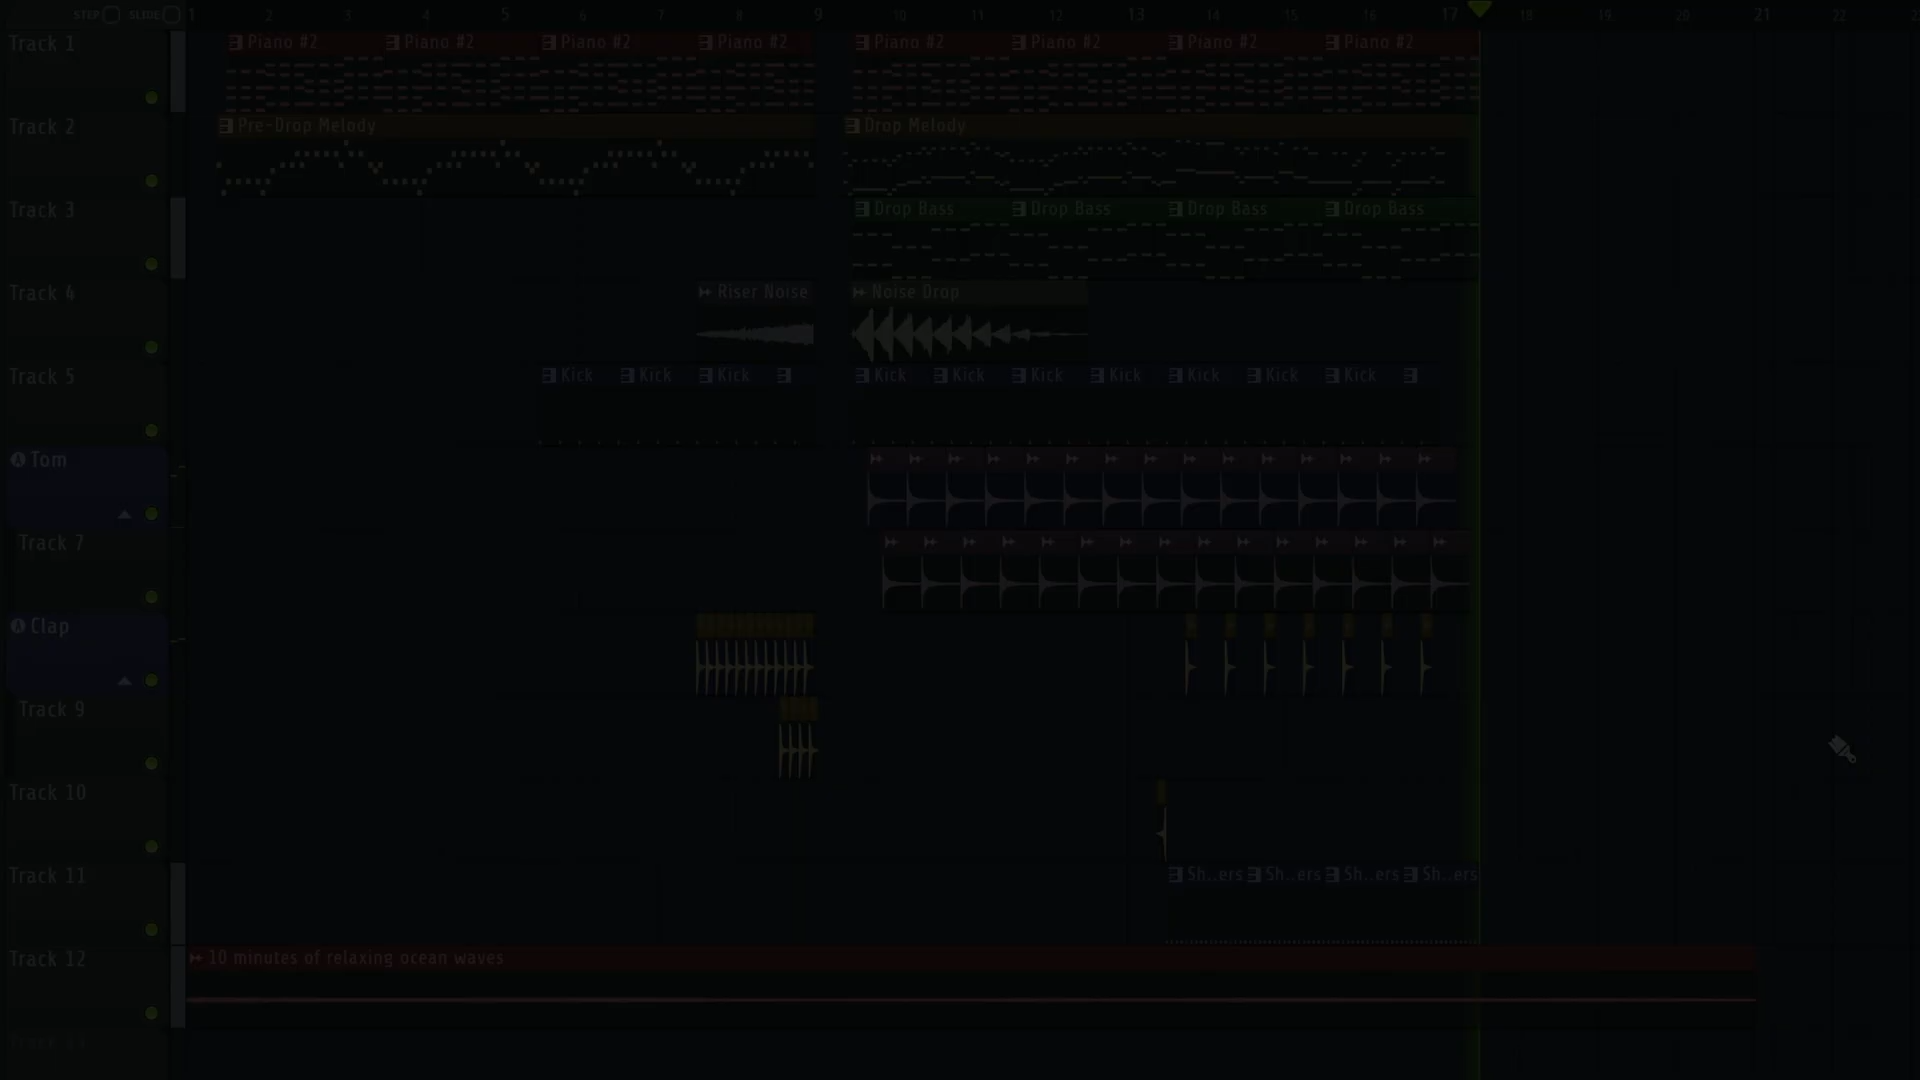 STEP SLIDE 1 2 3 4 5 6 7 8 9 10 11 12 13 14 15 16 17 18 19 20 21 22
Track 1 Piano #2 Piano #2 Piano #2 Piano #2 Piano #2 Piano #2 Piano #2 Piano #2
Track 2 Pre-Drop Melody Drop Melody
Track 3 Drop Bass Drop Bass Drop Bass Drop Bass
Track 4 Riser Noise Noise Drop
Track 5 Kick Kick Kick Kick Kick Kick Kick Kick Kick Kick
A Tom
Track 7
A Clap
Track 9
Track 10
Track 11 Sh..ers Sh..ers Sh..ers Sh..ers
Track 12 10 minutes of relaxing ocean waves